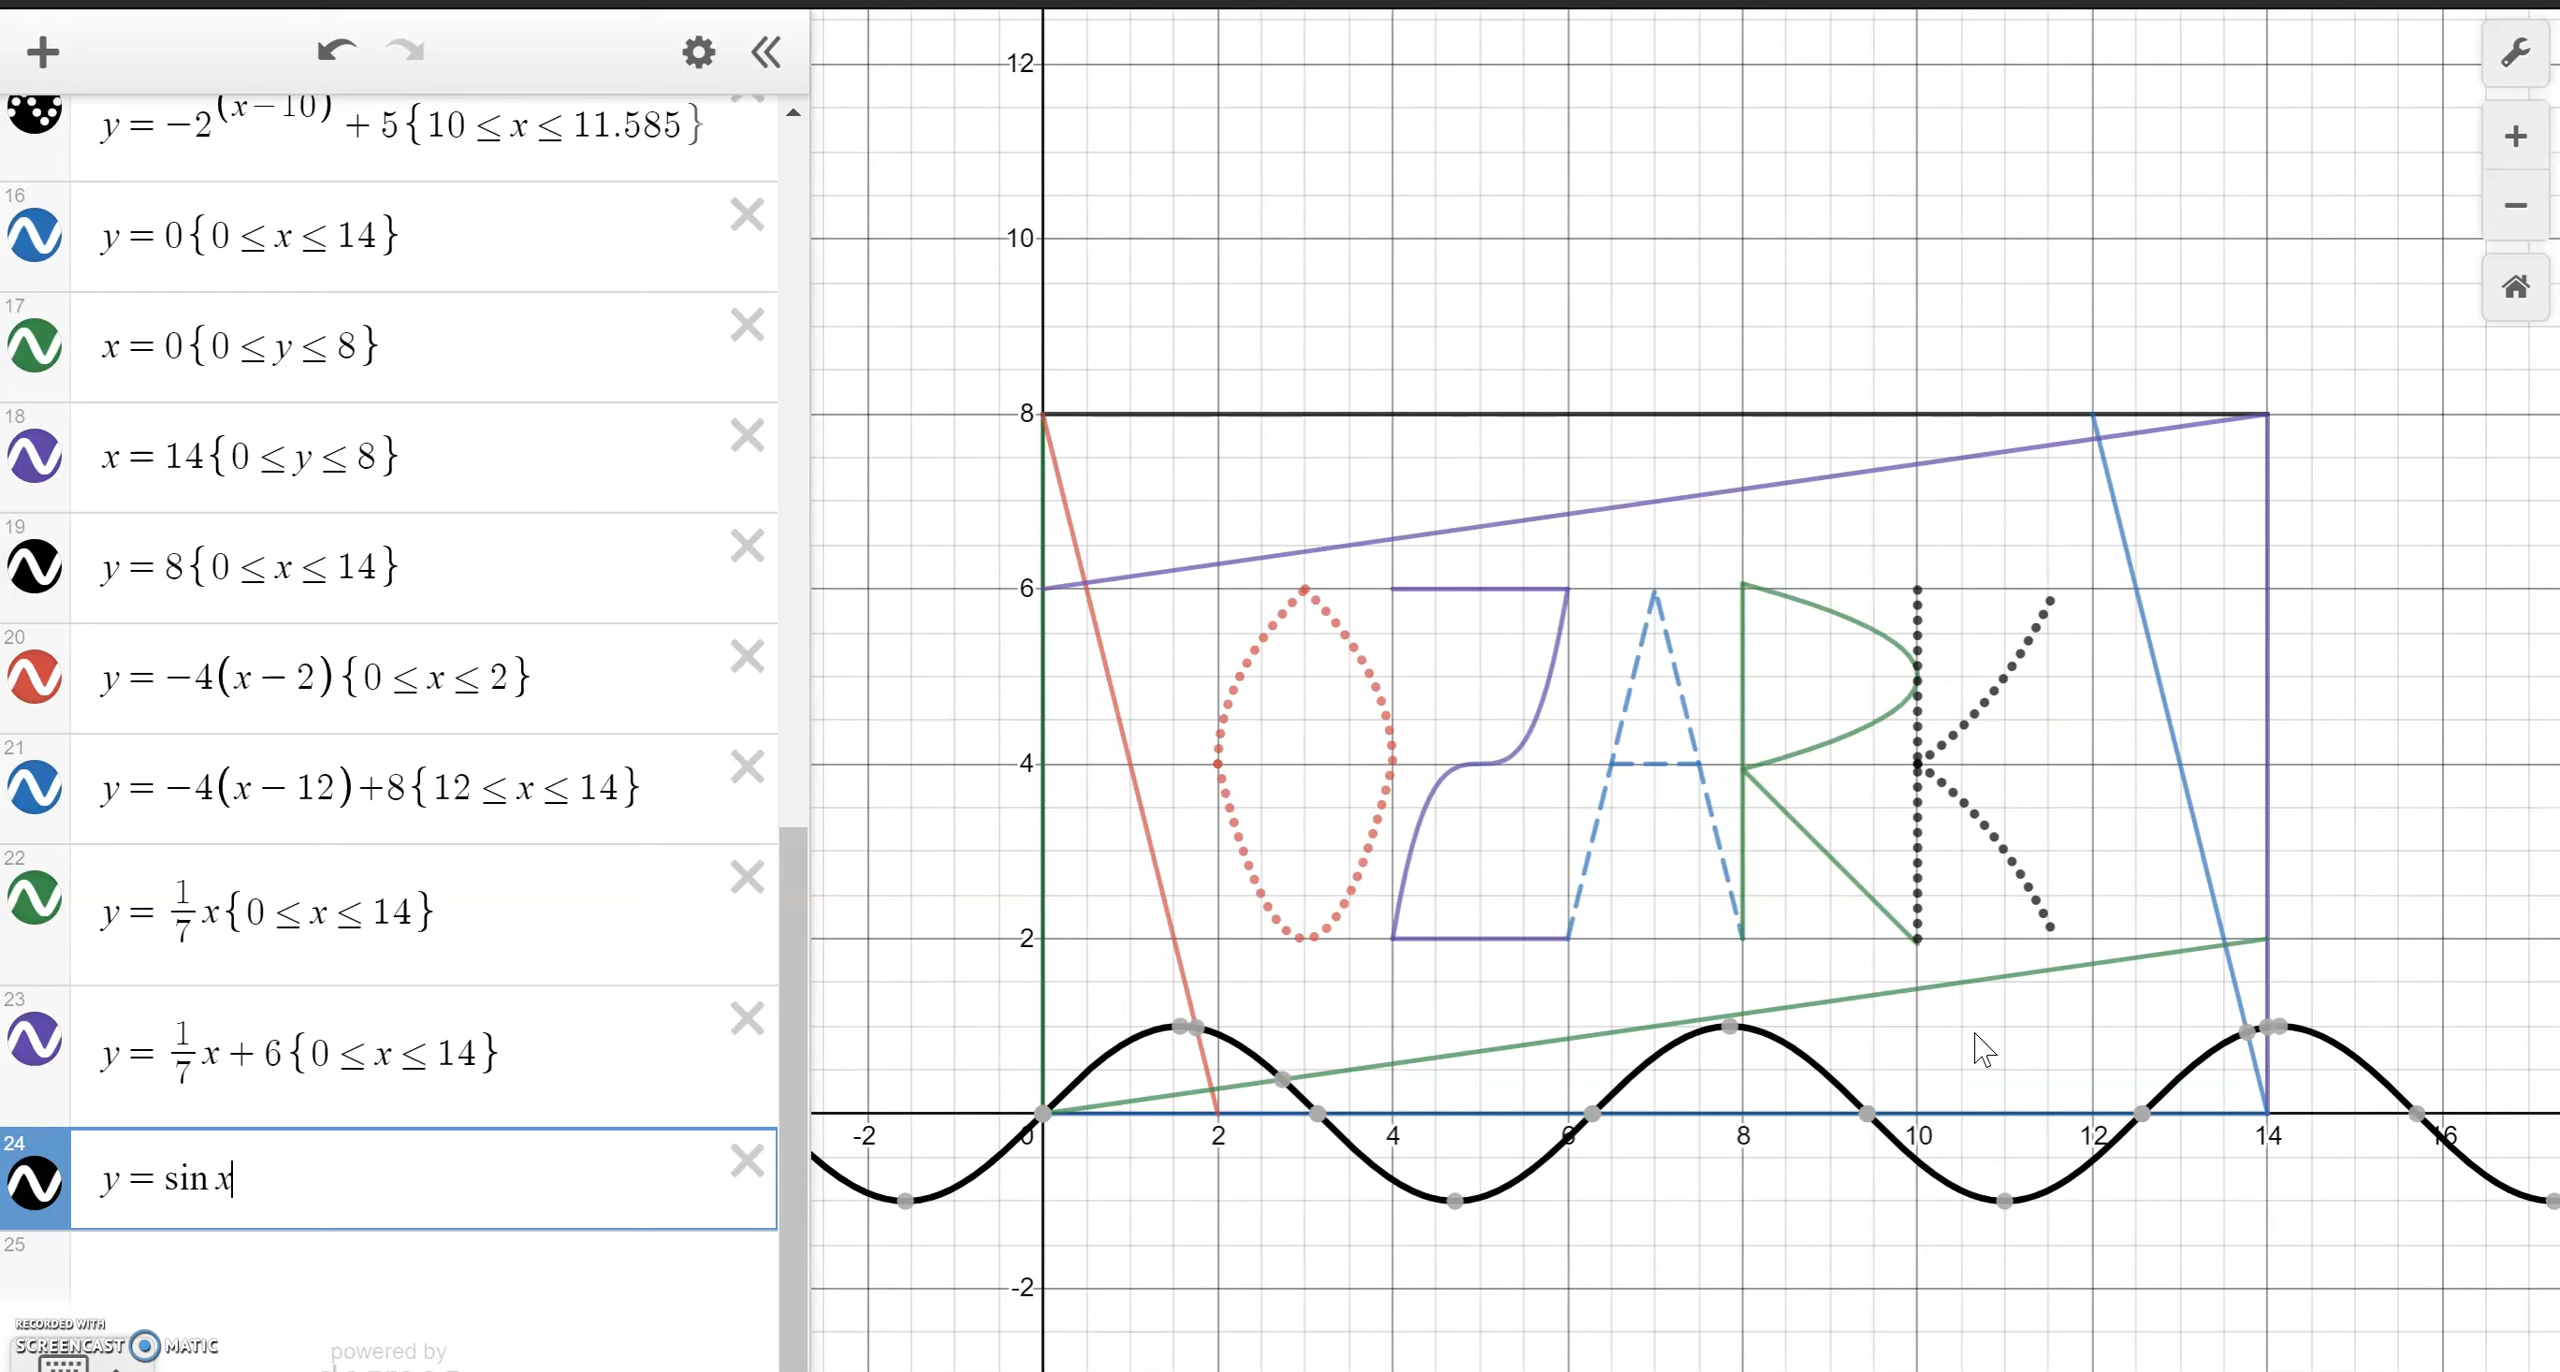 y = −2^(x−10) + 5{10 ≤ x ≤ 11.585}
16
y = 0{0 ≤ x ≤ 14}
17
x = 0{0 ≤ y ≤ 8}
18
x = 14{0 ≤ y ≤ 8}
19
y = 8{0 ≤ x ≤ 14}
20
y = −4(x − 2){0 ≤ x ≤ 2}
21
y = −4(x − 12)+8{12 ≤ x ≤ 14}
22
y = 1/7 x{0 ≤ x ≤ 14}
23
y = 1/7 x + 6{0 ≤ x ≤ 14}
24
y = sin x
25
RECORDED WITH
SCREENCAST MATIC
powered by
12
10
8
6
4
2
-2 0 2 4 6 8 10 12 14 16
-2
OZARK